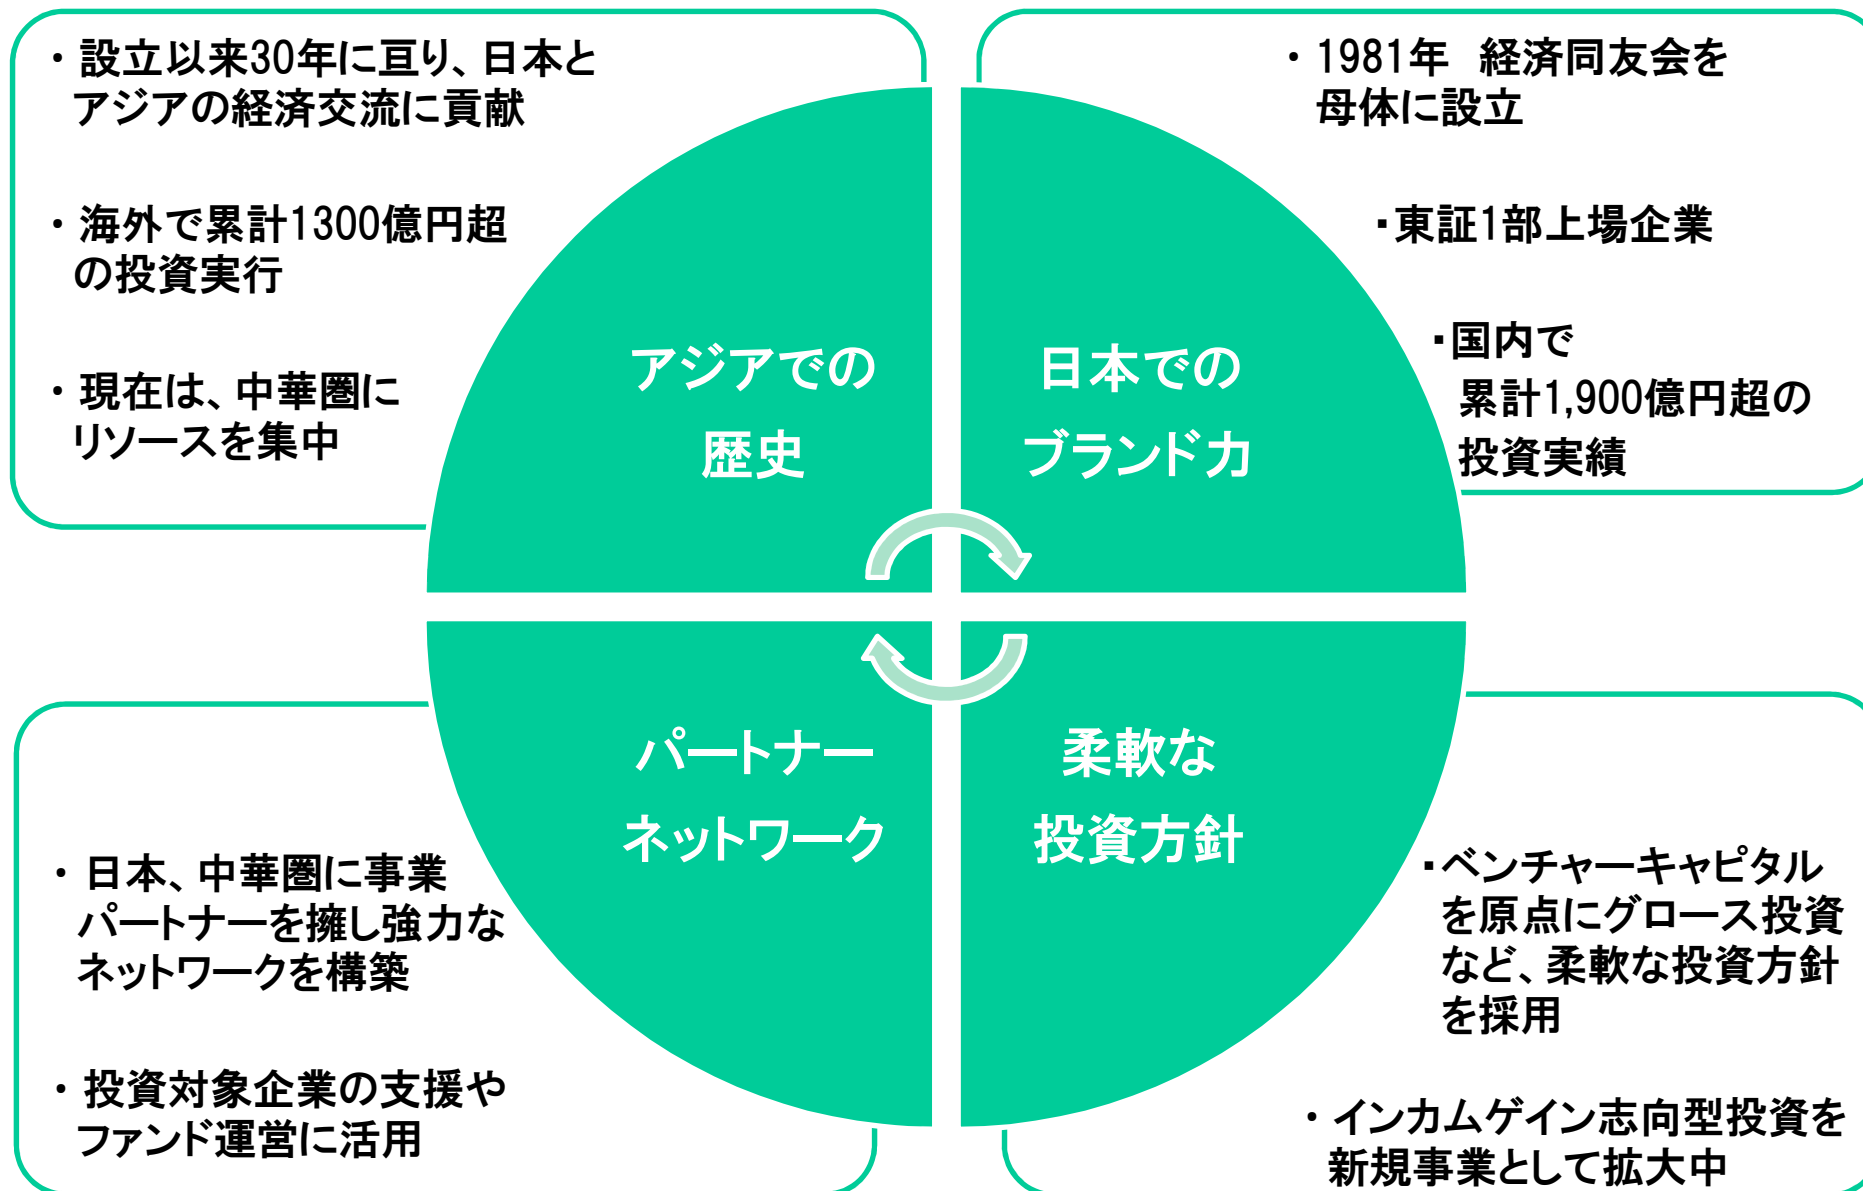 ・設立以来30年に亘り、日本と
アジアの経済交流に貢献
・海外で累計1300億円超
の投資実行
・現在は、中華圏に
リソースを集中
・1981年 経済同友会を
母体に設立
・東証1部上場企業
・国内で
累計1,900億円超の
投資実績
アジアでの
歴史
日本での
ブランド力
パートナー
ネットワーク
柔軟な
投資方針
・日本、中華圏に事業
パートナーを擁し強力な
ネットワークを構築
・投資対象企業の支援や
ファンド運営に活用
・ベンチャーキャピタル
を原点にグロース投資
など、柔軟な投資方針
を採用
・インカムゲイン志向型投資を
新規事業として拡大中